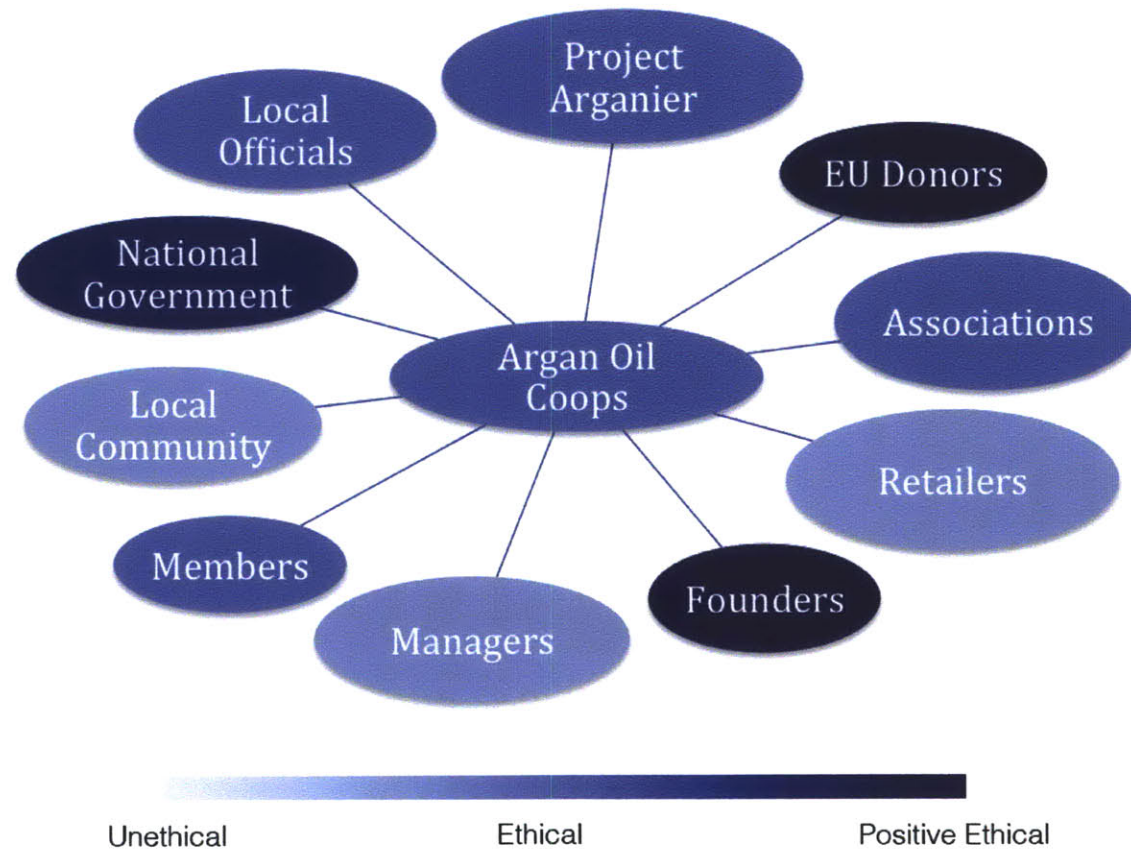 Project
Arganier
Local
Officials
EU Donors
National
Government
Associations
Argan Oil
Coops
Local
Community
Retailers
Members
Founders
Managers
Unethical
Ethical
Positive Ethical